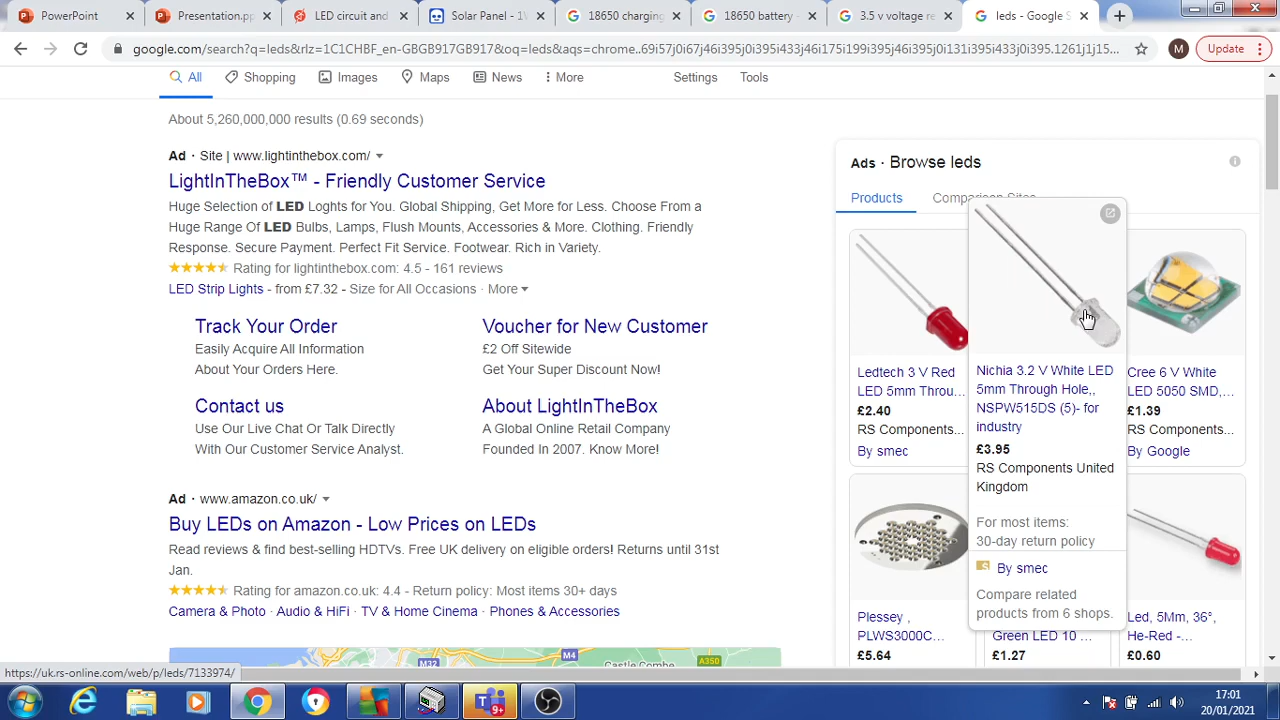 PowerPoint
Presentation.pp
LED circuit and
Solar Panel - 1
18650 charging
18650 battery -
3.5 v voltage re
leds - Google S
google.com/search?q=leds&rlz=1C1CHBF_en-GBGB917GB917&oq=leds&aqs=chrome..69i57j0i67j46i395j0i395i433j46i175i199i395j46i395j0i131i395i433j0i395.1261j1j15...
M
Update
All
Shopping
Images
Maps
News
More
Settings
Tools
About 5,260,000,000 results (0.69 seconds)
Ad · Site | www.lightinthebox.com/
LightInTheBox™ - Friendly Customer Service
Huge Selection of LED Loghts for You. Global Shipping, Get More for Less. Choose From a
Huge Range Of LED Bulbs, Lamps, Flush Mounts, Accessories & More. Clothing. Friendly
Response. Secure Payment. Perfect Fit Service. Footwear. Rich in Variety.
Rating for lightinthebox.com: 4.5 - 161 reviews
LED Strip Lights - from £7.32 - Size for All Occasions · More
Track Your Order
Easily Acquire All Information
About Your Orders Here.
Voucher for New Customer
£2 Off Sitewide
Get Your Super Discount Now!
Contact us
Use Our Live Chat Or Talk Directly
With Our Customer Service Analyst.
About LightInTheBox
A Global Online Retail Company
Founded In 2007. Know More!
Ad · www.amazon.co.uk/
Buy LEDs on Amazon - Low Prices on LEDs
Read reviews & find best-selling HDTVs. Free UK delivery on eligible orders! Returns until 31st
Jan.
Rating for amazon.co.uk: 4.4 - Return policy: Most items 30+ days
Camera & Photo · Audio & HiFi · TV & Home Cinema · Phones & Accessories
M32
M4
A350
Castle Combe
Ads · Browse leds
Products
Comparison Sites
Ledtech 3 V Red
LED 5mm Throu...
£2.40
RS Components...
By smec
Nichia 3.2 V White LED
5mm Through Hole,,
NSPW515DS (5)- for
industry
£3.95
RS Components United
Kingdom
For most items:
30-day return policy
By smec
Compare related
products from 6 shops.
Cree 6 V White
LED 5050 SMD,...
£1.39
RS Components...
By Google
Plessey ,
PLWS3000C...
£5.64
Green LED 10 ...
£1.27
Led, 5Mm, 36°,
He-Red -...
£0.60
https://uk.rs-online.com/web/p/leds/7133974/
9+
17:01
20/01/2021